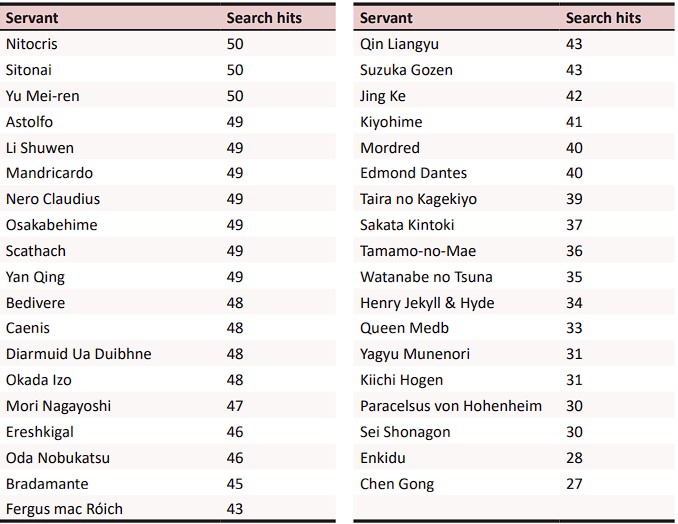 Servant Search hits
Nitocris 50
Sitonai 50
Yu Mei-ren 50
Astolfo 49
Li Shuwen 49
Mandricardo 49
Nero Claudius 49
Osakabehime 49
Scathach 49
Yan Qing 49
Bedivere 48
Caenis 48
Diarmuid Ua Duibhne 48
Okada Izo 48
Mori Nagayoshi 47
Ereshkigal 46
Oda Nobukatsu 46
Bradamante 45
Fergus mac Róich 43
Servant Search hits
Qin Liangyu 43
Suzuka Gozen 43
Jing Ke 42
Kiyohime 41
Mordred 40
Edmond Dantes 40
Taira no Kagekiyo 39
Sakata Kintoki 37
Tamamo-no-Mae 36
Watanabe no Tsuna 35
Henry Jekyll & Hyde 34
Queen Medb 33
Yagyu Munenori 31
Kiichi Hogen 31
Paracelsus von Hohenheim 30
Sei Shonagon 30
Enkidu 28
Chen Gong 27